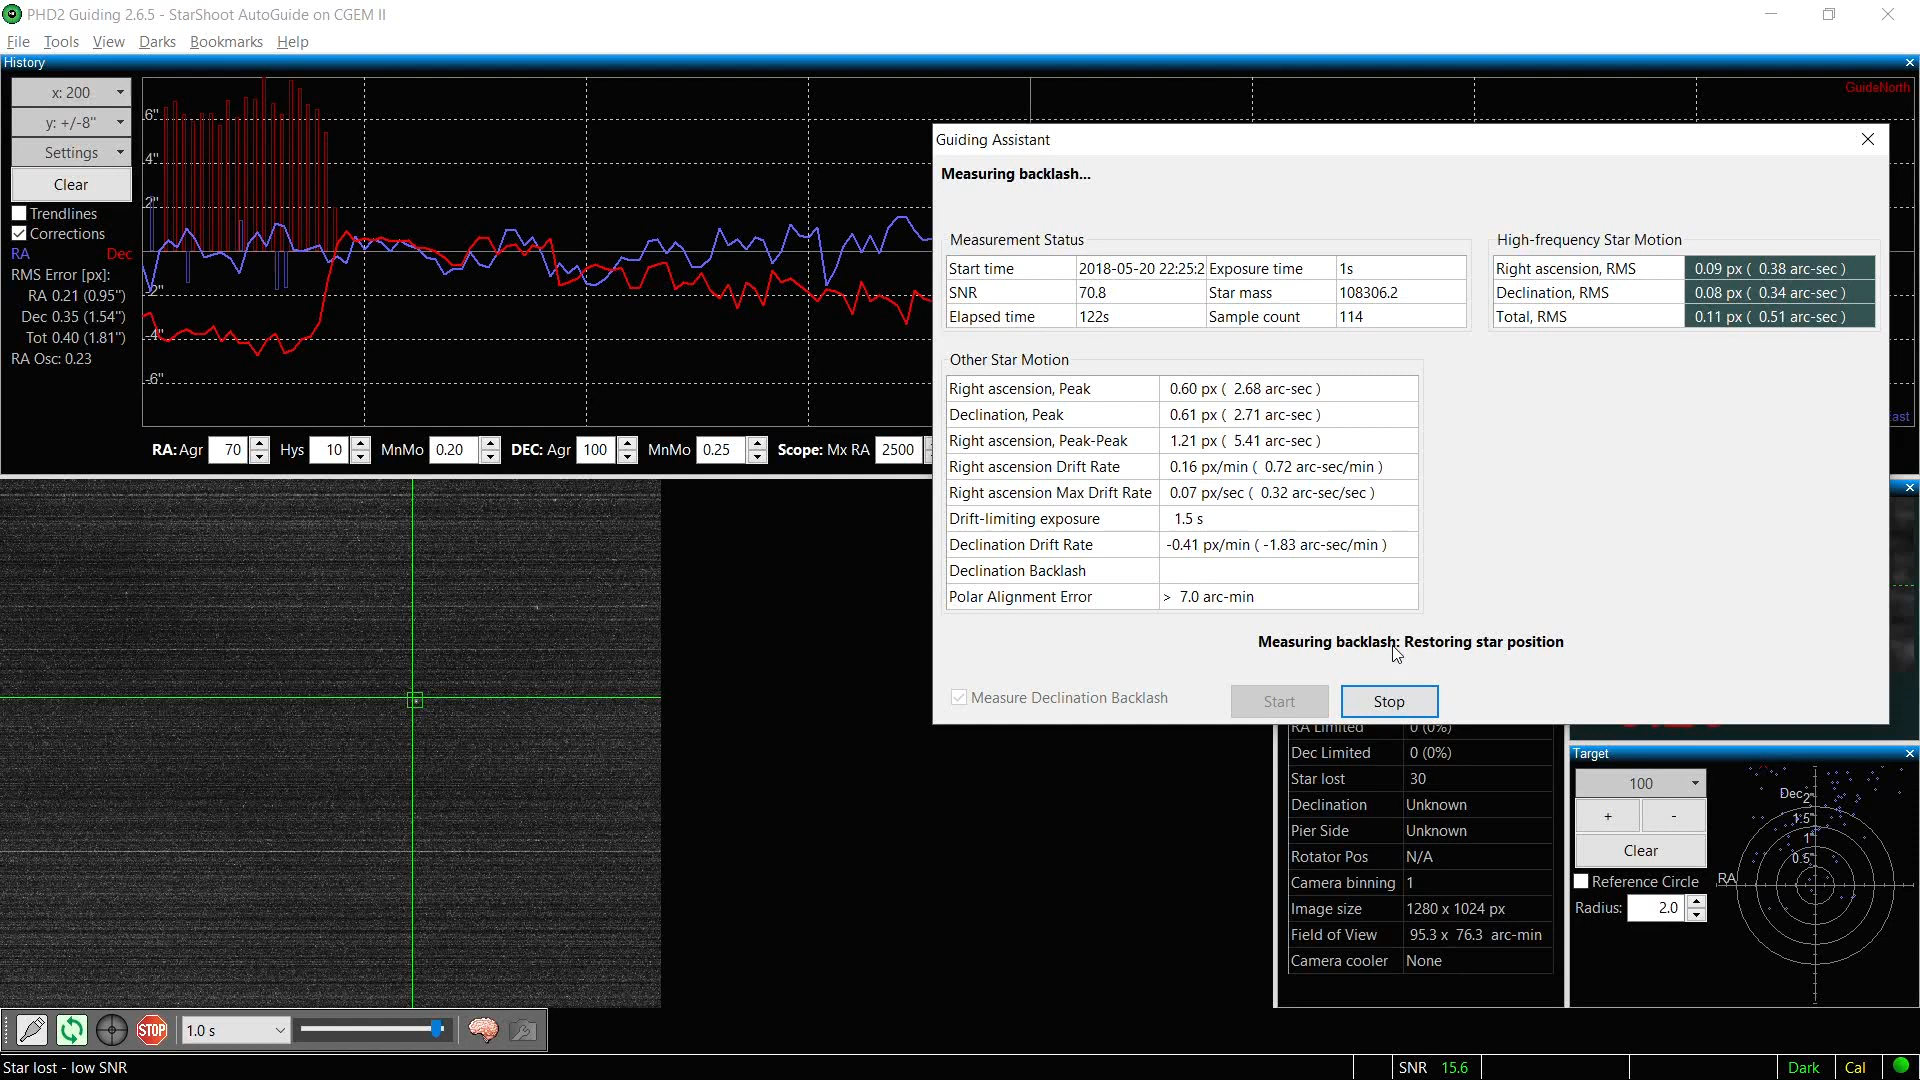 PHD2 Guiding 2.6.5 - StarShoot AutoGuide on CGEM II
File Tools View Darks Bookmarks Help
History
x: 200
y: +/-8"
Settings
Clear
Trendlines
Corrections
RA Dec
RMS Error [px]:
RA 0.21 (0.95")
Dec 0.35 (1.54")
Tot 0.40 (1.81")
RA Osc: 0.23
6"
4"
2"
-2"
-4"
-6"
GuideNorth
RA: Agr 70 Hys 10 MnMo 0.20 DEC: Agr 100 MnMo 0.25 Scope: Mx RA 2500
Guiding Assistant
Measuring backlash...
Measurement Status
Start time 2018-05-20 22:25:2 Exposure time 1s
SNR 70.8 Star mass 108306.2
Elapsed time 122s Sample count 114
High-frequency Star Motion
Right ascension, RMS 0.09 px ( 0.38 arc-sec )
Declination, RMS 0.08 px ( 0.34 arc-sec )
Total, RMS 0.11 px ( 0.51 arc-sec )
Other Star Motion
Right ascension, Peak 0.60 px ( 2.68 arc-sec )
Declination, Peak 0.61 px ( 2.71 arc-sec )
Right ascension, Peak-Peak 1.21 px ( 5.41 arc-sec )
Right ascension Drift Rate 0.16 px/min ( 0.72 arc-sec/min )
Right ascension Max Drift Rate 0.07 px/sec ( 0.32 arc-sec/sec )
Drift-limiting exposure 1.5 s
Declination Drift Rate -0.41 px/min ( -1.83 arc-sec/min )
Declination Backlash
Polar Alignment Error > 7.0 arc-min
Measuring backlash: Restoring star position
Measure Declination Backlash
Start
Stop
ast
RA Limited 0 (0%)
Dec Limited 0 (0%)
Star lost 30
Declination Unknown
Pier Side Unknown
Rotator Pos N/A
Camera binning 1
Image size 1280 x 1024 px
Field of View 95.3 x 76.3 arc-min
Camera cooler None
Target
100
+ -
Clear
Reference Circle
Radius: 2.0
Dec
2"
1.5"
1"
0.5"
RA
STOP
1.0 s
Star lost - low SNR
SNR 15.6
Dark
Cal